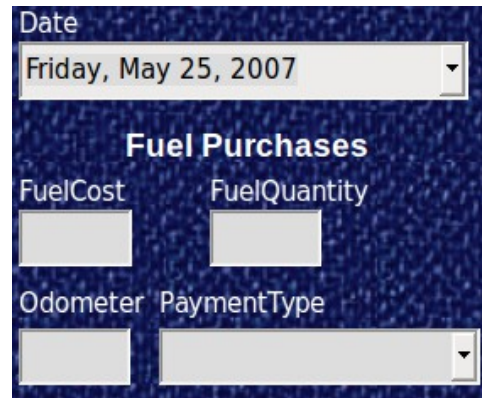 Date
Friday, May 25, 2007
Fuel Purchases
FuelCost FuelQuantity
Odometer PaymentType